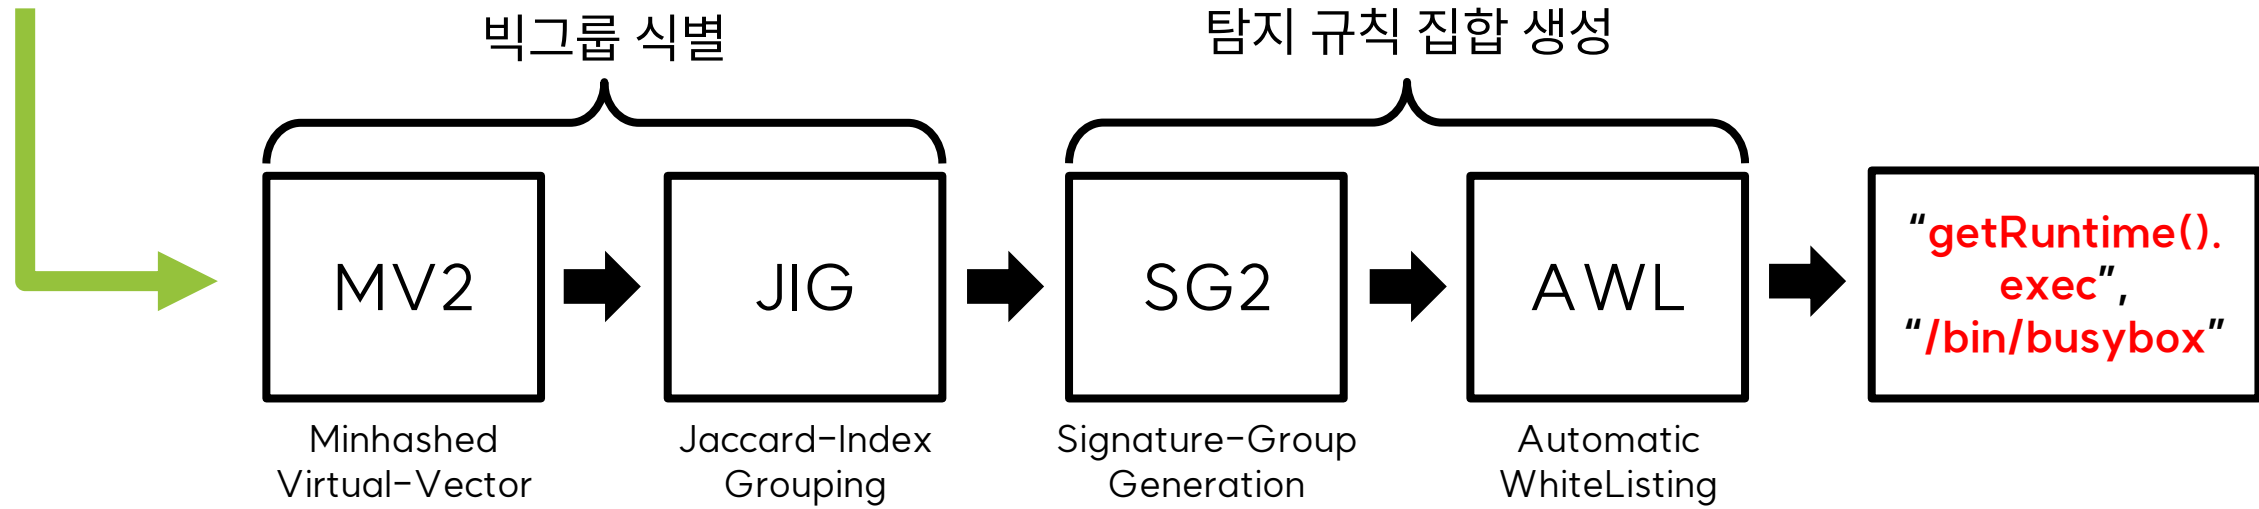 빅그룹 식별
탐지 규칙 집합 생성
MV2
JIG
SG2
AWL
“getRuntime().
exec”,
“/bin/busybox”
Minhashed
Virtual-Vector
Jaccard-Index
Grouping
Signature-Group
Generation
Automatic
WhiteListing